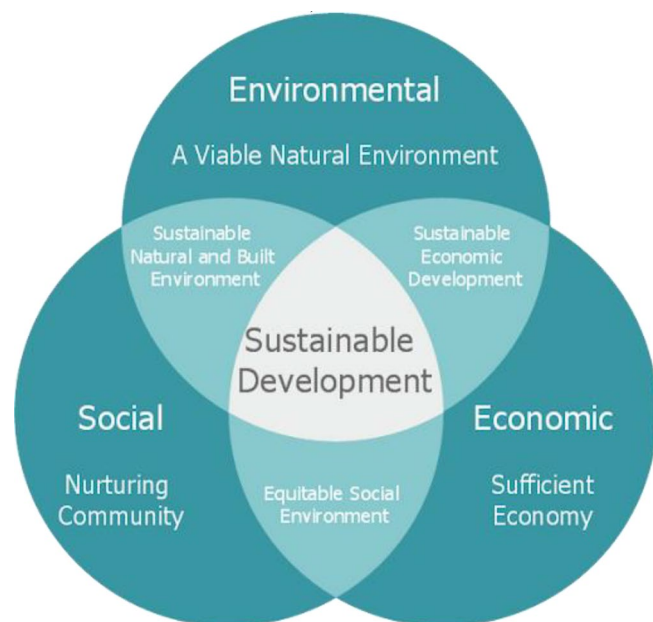 Environmental
A Viable Natural Environment
Sustainable
Natural and Built
Environment
Sustainable
Economic
Development
Sustainable
Development
Social
Nurturing
Community
Equitable Social
Environment
Economic
Sufficient
Economy